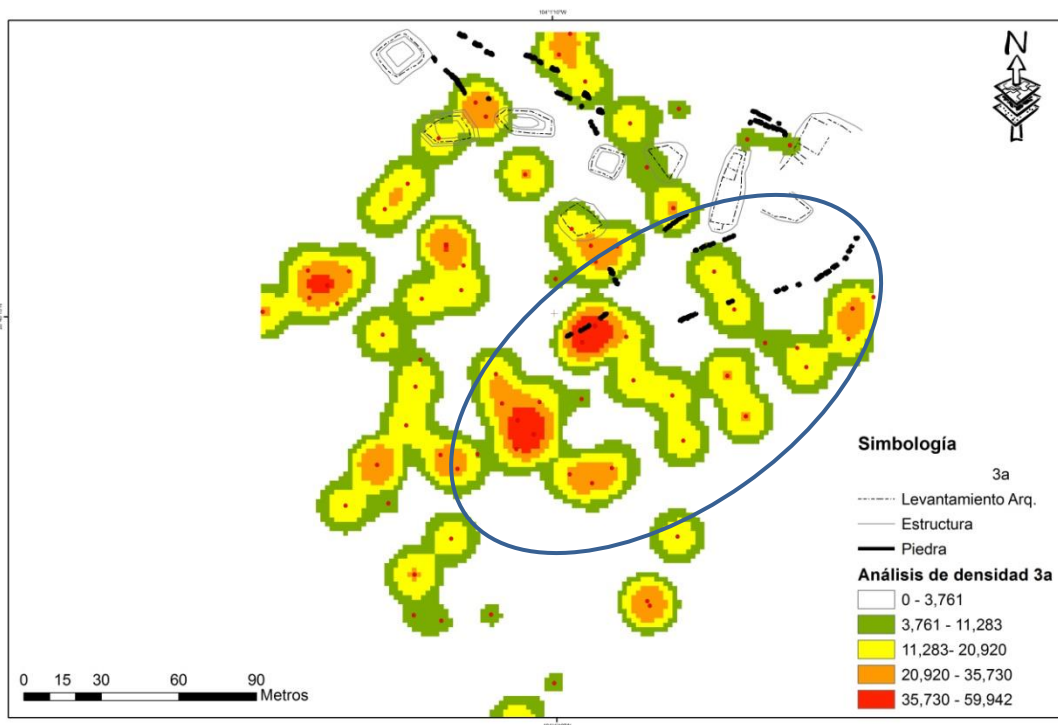 N
Simbología
3a
Levantamiento Arq.
Estructura
Piedra
Análisis de densidad 3a
0 - 3,761
3,761 - 11,283
11,283- 20,920
20,920 - 35,730
35,730 - 59,942
0 15 30 60 90
Metros